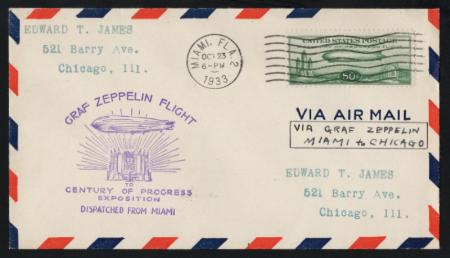 EDWARD T. JAMES
521 Barry Ave.
Chicago, Ill.
MIAMI, FLA. 2
OCT 23
6-PM
1933
UNITED STATES POSTAGE
50¢
GRAF ZEPPELIN FLIGHT
TO
CENTURY OF PROGRESS
EXPOSITION
DISPATCHED FROM MIAMI
VIA AIR MAIL
VIA GRAF ZEPPELIN
MIAMI to CHICAGO
EDWARD T. JAMES
521 Barry Ave.
Chicago, Ill.